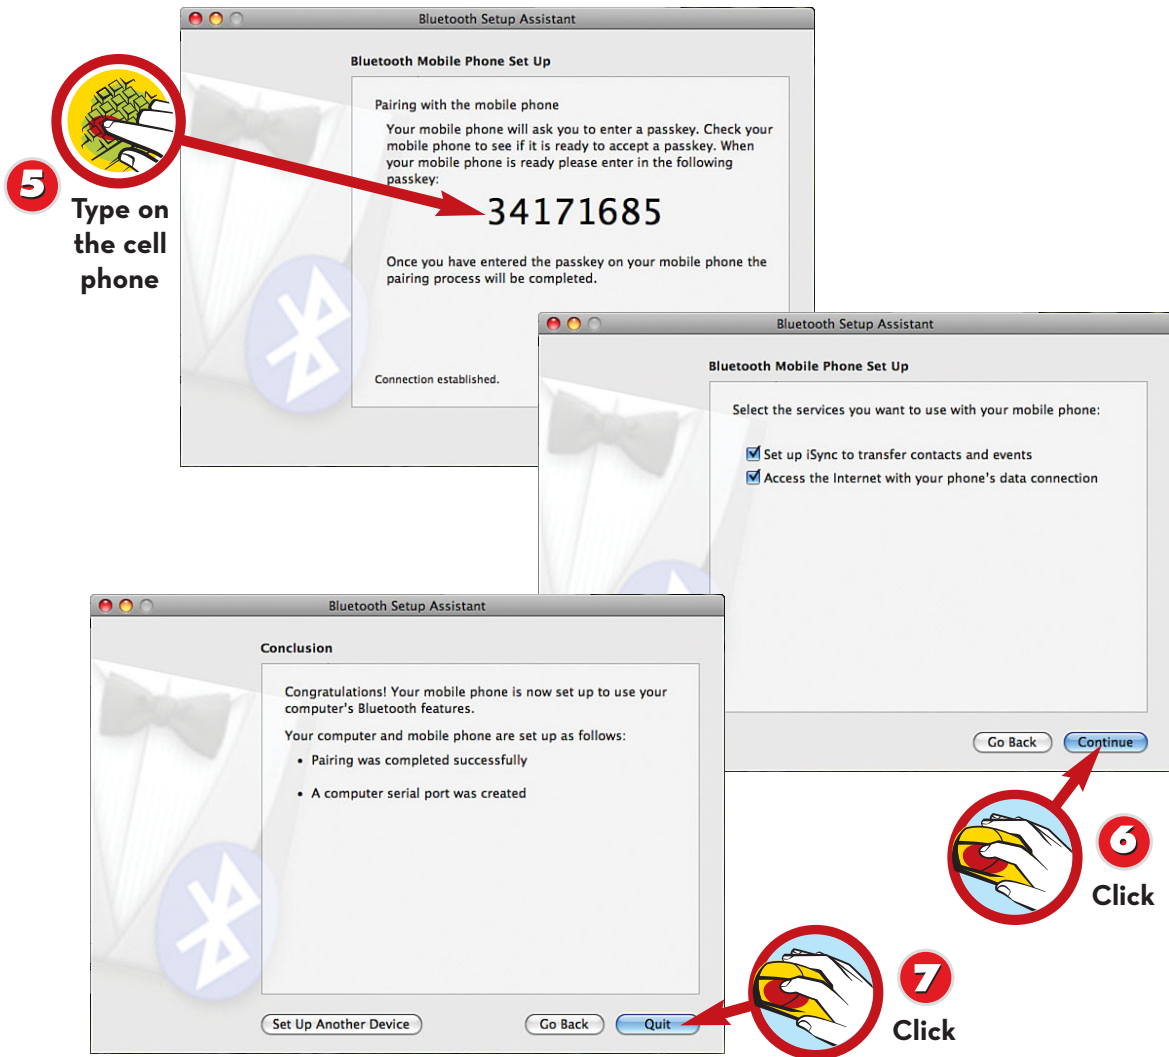 Bluetooth Setup Assistant
Bluetooth Mobile Phone Set Up
Pairing with the mobile phone
Your mobile phone will ask you to enter a passkey. Check your
mobile phone to see if it is ready to accept a passkey. When
your mobile phone is ready please enter in the following
passkey:
34171685
Once you have entered the passkey on your mobile phone the
pairing process will be completed.
Connection established.
5
Type on
the cell
phone
Bluetooth Setup Assistant
Bluetooth Mobile Phone Set Up
Select the services you want to use with your mobile phone:
Set up iSync to transfer contacts and events
Access the Internet with your phone's data connection
Go Back
Continue
6
Click
Bluetooth Setup Assistant
Conclusion
Congratulations! Your mobile phone is now set up to use your
computer's Bluetooth features.
Your computer and mobile phone are set up as follows:
• Pairing was completed successfully
• A computer serial port was created
Set Up Another Device
Go Back
Quit
7
Click